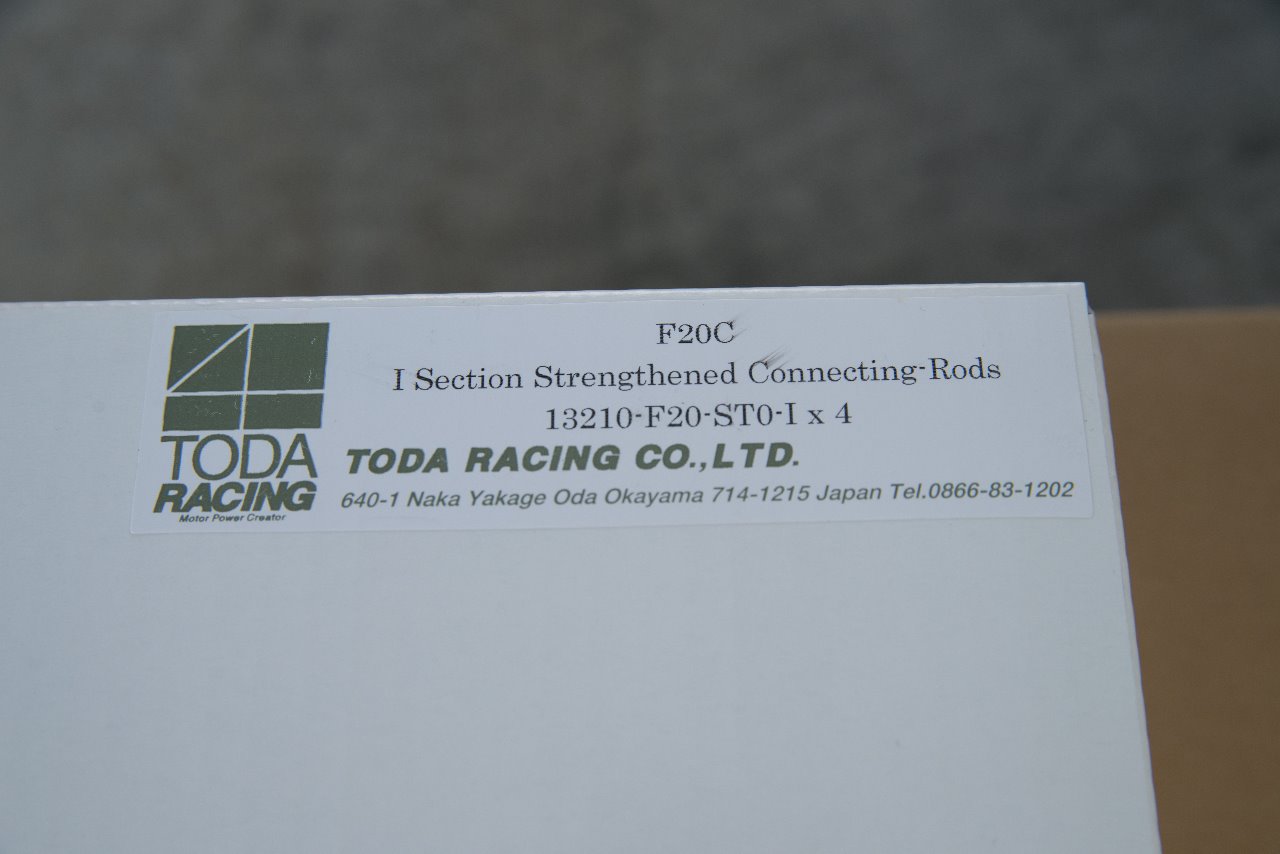 F20C
I Section Strengthened Connecting-Rods
13210-F20-ST0-I x 4
TODA
RACING
Motor Power Creator
TODA RACING CO.,LTD.
640-1 Naka Yakage Oda Okayama 714-1215 Japan Tel.0866-83-1202